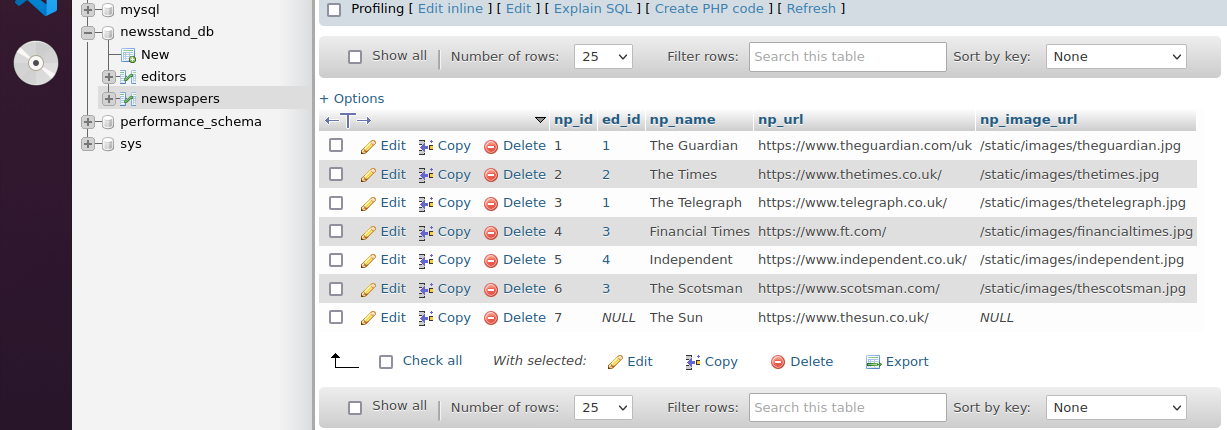 mysql
newsstand_db
New
editors
newspapers
performance_schema
sys
Profiling [ Edit inline ] [ Edit ] [ Explain SQL ] [ Create PHP code ] [ Refresh ]
Show all | Number of rows: 25 Filter rows: Search this table Sort by key: None
+ Options
←T→ np_id ed_id np_name np_url np_image_url
Edit Copy Delete 1 1 The Guardian https://www.theguardian.com/uk /static/images/theguardian.jpg
Edit Copy Delete 2 2 The Times https://www.thetimes.co.uk/ /static/images/thetimes.jpg
Edit Copy Delete 3 1 The Telegraph https://www.telegraph.co.uk/ /static/images/thetelegraph.jpg
Edit Copy Delete 4 3 Financial Times https://www.ft.com/ /static/images/financialtimes.jpg
Edit Copy Delete 5 4 Independent https://www.independent.co.uk/ /static/images/independent.jpg
Edit Copy Delete 6 3 The Scotsman https://www.scotsman.com/ /static/images/thescotsman.jpg
Edit Copy Delete 7 NULL The Sun https://www.thesun.co.uk/ NULL
Check all With selected: Edit Copy Delete Export
Show all | Number of rows: 25 Filter rows: Search this table Sort by key: None